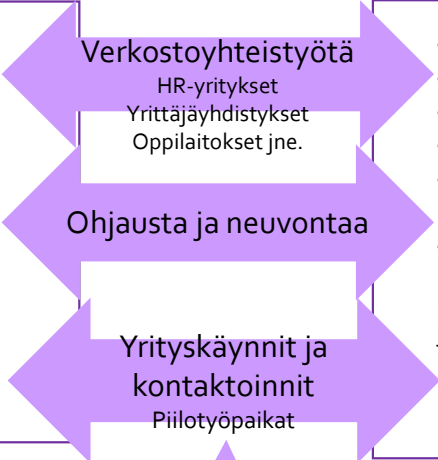 Verkostoyhteistyötä
HR-yritykset
Yrittäjäyhdistykset
Oppilaitokset jne.
Ohjausta ja neuvontaa
Yrityskäynnit ja
kontaktoinnit
Piilotyöpaikat